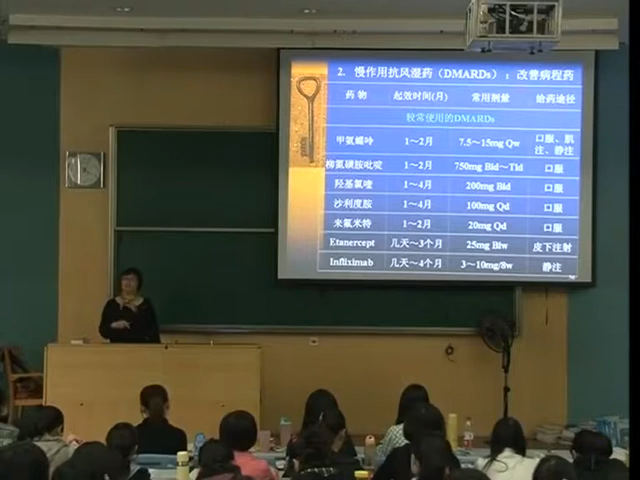 2. 慢作用抗风湿药（DMARDs）：改善病程药
药物 起效时间(月) 常用剂量 给药途径
较常使用的DMARDs
甲氨蝶呤 1～2月 7.5～15mg Qw 口服、肌注、静注
柳氮磺胺吡啶 1～2月 750mg Bid～Tid 口服
羟基氯喹 1～4月 200mg Bid 口服
沙利度胺 1～4月 100mg Qd 口服
来氟米特 1～2月 20mg Qd 口服
Etanercept 几天～3个月 25mg Biw 皮下注射
Infliximab 几天～4个月 3～10mg/8w 静注